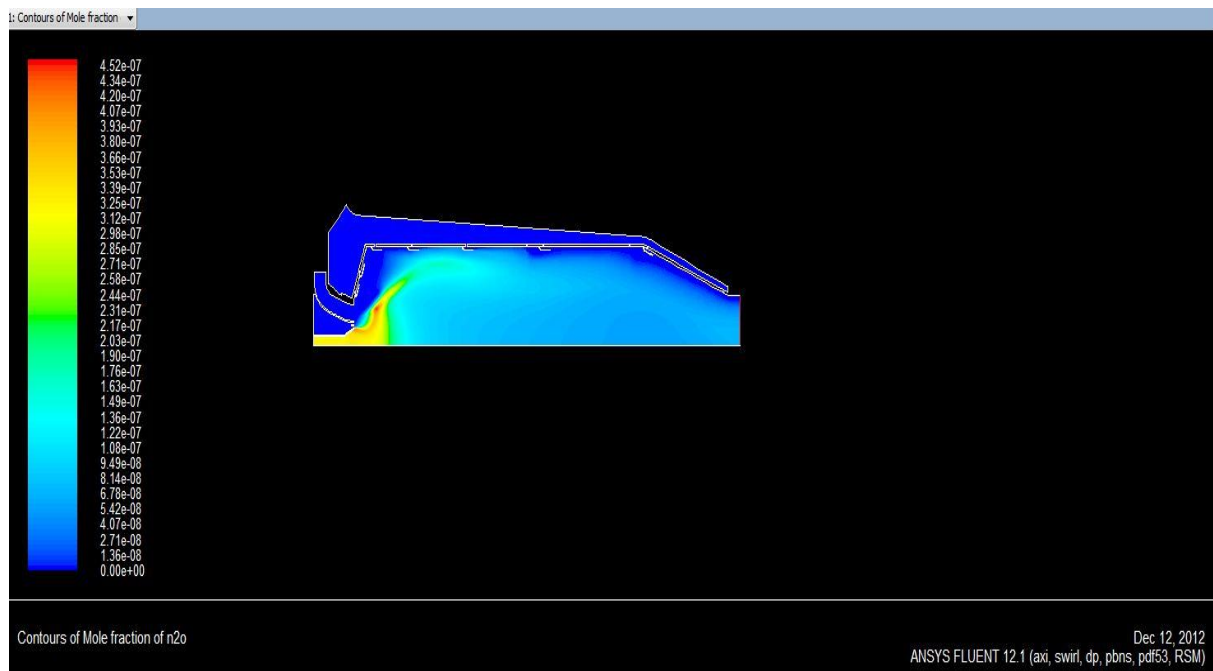 1: Contours of Mole fraction
4.52e-07
4.34e-07
4.20e-07
4.07e-07
3.93e-07
3.80e-07
3.66e-07
3.53e-07
3.39e-07
3.25e-07
3.12e-07
2.98e-07
2.85e-07
2.71e-07
2.58e-07
2.44e-07
2.31e-07
2.17e-07
2.03e-07
1.90e-07
1.76e-07
1.63e-07
1.49e-07
1.36e-07
1.22e-07
1.08e-07
9.49e-08
8.14e-08
6.78e-08
5.42e-08
4.07e-08
2.71e-08
1.36e-08
0.00e+00
Contours of Mole fraction of n2o
Dec 12, 2012
ANSYS FLUENT 12.1 (axi, swirl, dp, pbns, pdf53, RSM)